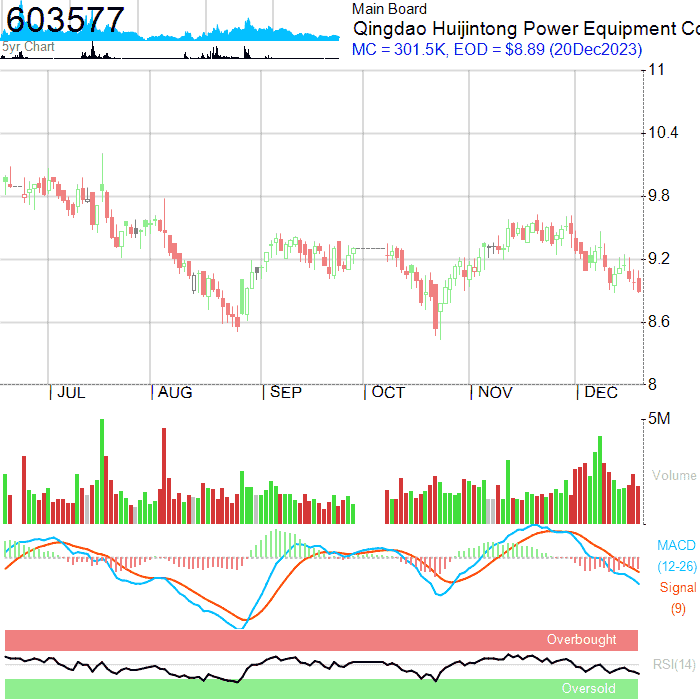 603577
5yr Chart
Main Board
Qingdao Huijintong Power Equipment Co
MC = 301.5K, EOD = $8.89 (20Dec2023)
11
10.4
9.8
9.2
8.6
8
JUL
AUG
SEP
OCT
NOV
DEC
5M
Volume
MACD
(12-26)
Signal
(9)
Overbought
RSI(14)
Oversold